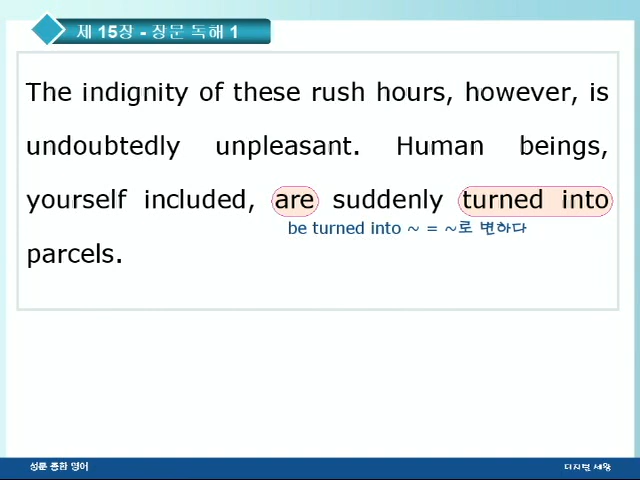 제 15장 - 장문 독해 1
The indignity of these rush hours, however, is
undoubtedly unpleasant. Human beings,
yourself included, are suddenly turned into
be turned into ~ = ~로 변하다
parcels.
성문 종합 영어
디지털 세왕